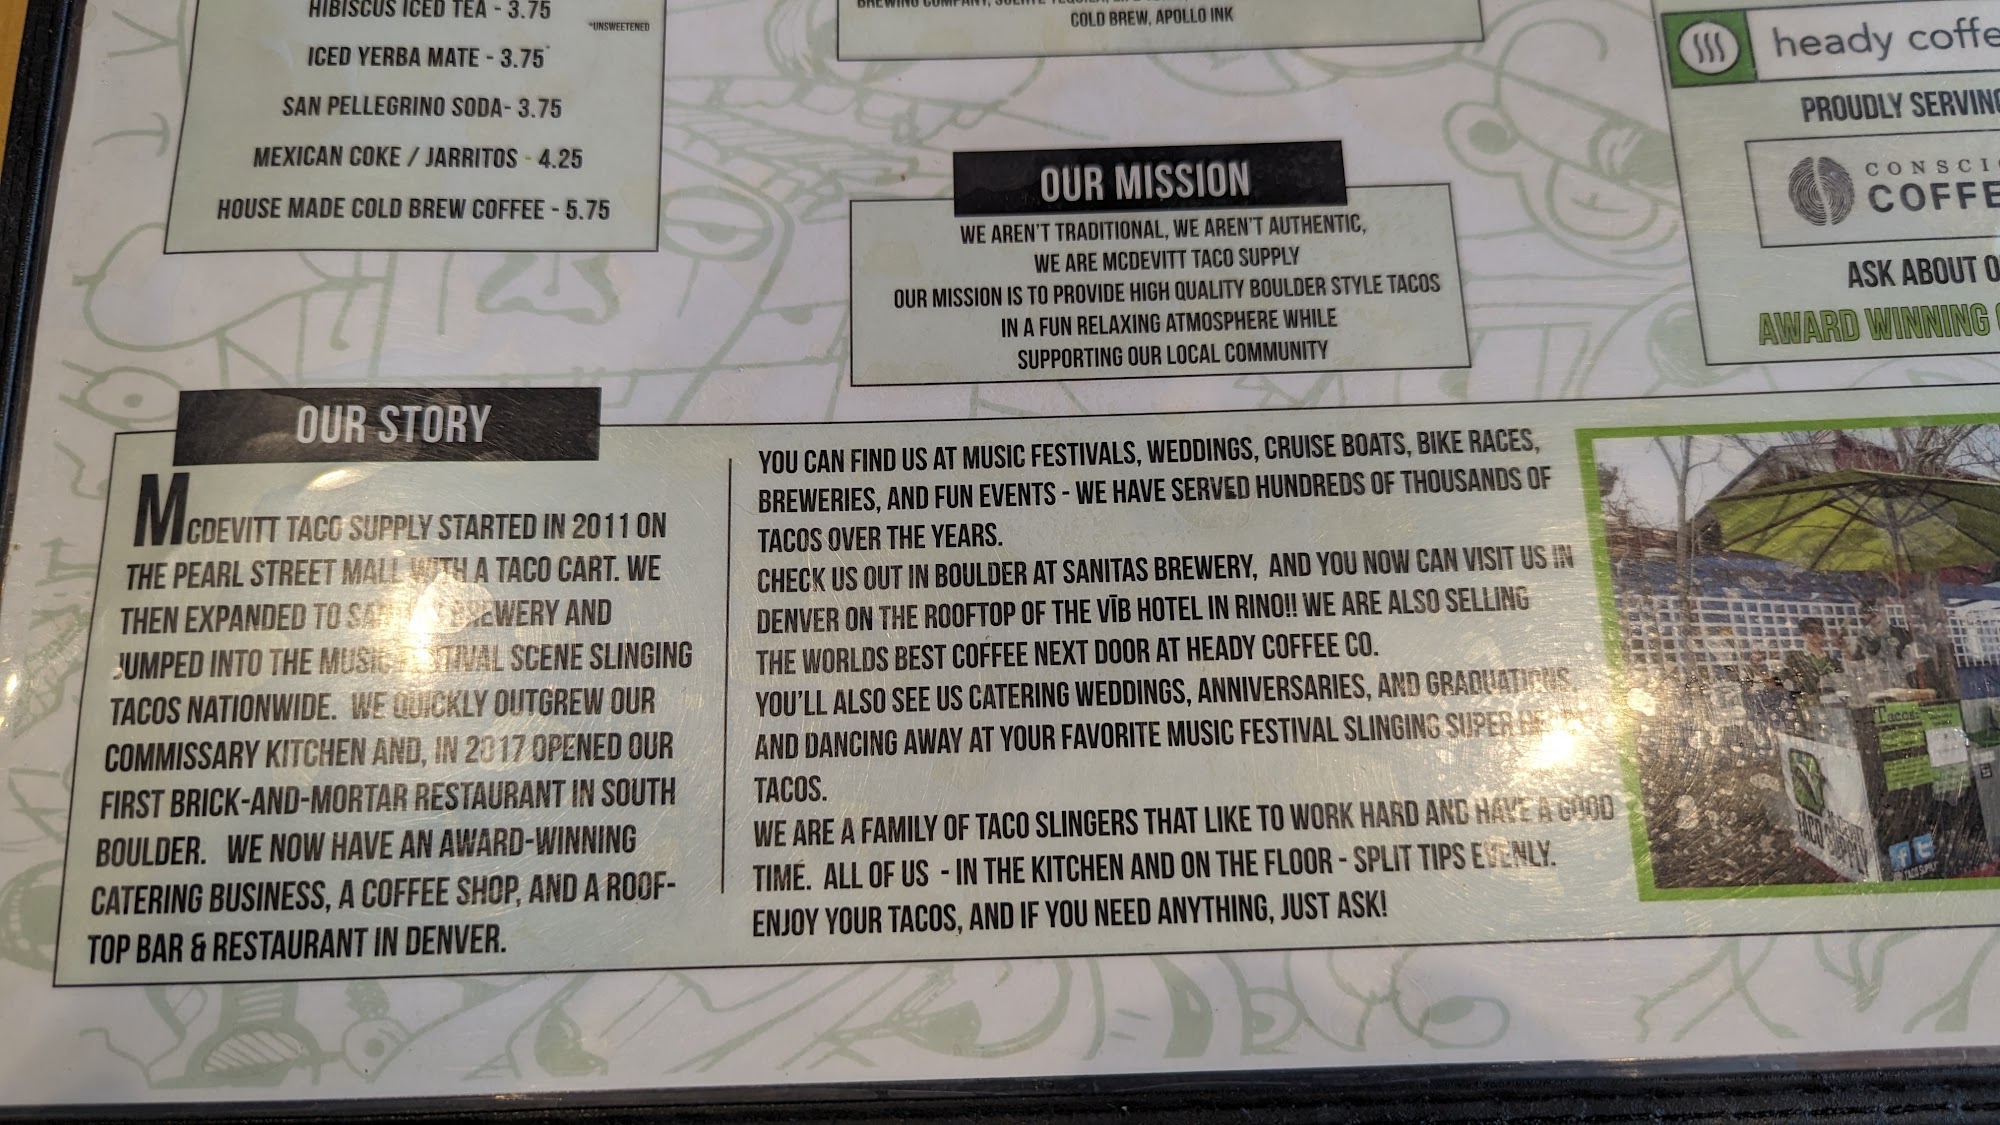 HIBISCUS ICED TEA - 3.75
*UNSWEETENED
ICED YERBA MATE - 3.75*
SAN PELLEGRINO SODA- 3.75
MEXICAN COKE / JARRITOS - 4.25
HOUSE MADE COLD BREW COFFEE - 5.75
COLD BREW, APOLLO INK
heady coffe
PROUDLY SERVING
CONSCI
COFFE
ASK ABOUT O
AWARD WINNING
OUR MISSION
WE AREN'T TRADITIONAL, WE AREN'T AUTHENTIC,
WE ARE MCDEVITT TACO SUPPLY
OUR MISSION IS TO PROVIDE HIGH QUALITY BOULDER STYLE TACOS
IN A FUN RELAXING ATMOSPHERE WHILE
SUPPORTING OUR LOCAL COMMUNITY
OUR STORY
MCDEVITT TACO SUPPLY STARTED IN 2011 ON
THE PEARL STREET MALL WITH A TACO CART. WE
THEN EXPANDED TO SANITAS BREWERY AND
JUMPED INTO THE MUSIC FESTIVAL SCENE SLINGING
TACOS NATIONWIDE. WE QUICKLY OUTGREW OUR
COMMISSARY KITCHEN AND, IN 2017 OPENED OUR
FIRST BRICK-AND-MORTAR RESTAURANT IN SOUTH
BOULDER. WE NOW HAVE AN AWARD-WINNING
CATERING BUSINESS, A COFFEE SHOP, AND A ROOF-
TOP BAR & RESTAURANT IN DENVER.
YOU CAN FIND US AT MUSIC FESTIVALS, WEDDINGS, CRUISE BOATS, BIKE RACES,
BREWERIES, AND FUN EVENTS - WE HAVE SERVED HUNDREDS OF THOUSANDS OF
TACOS OVER THE YEARS.
CHECK US OUT IN BOULDER AT SANITAS BREWERY, AND YOU NOW CAN VISIT US IN
DENVER ON THE ROOFTOP OF THE VĪB HOTEL IN RINO!! WE ARE ALSO SELLING
THE WORLDS BEST COFFEE NEXT DOOR AT HEADY COFFEE CO.
YOU'LL ALSO SEE US CATERING WEDDINGS, ANNIVERSARIES, AND GRADUATIONS,
AND DANCING AWAY AT YOUR FAVORITE MUSIC FESTIVAL SLINGING SUPER
TACOS.
WE ARE A FAMILY OF TACO SLINGERS THAT LIKE TO WORK HARD AND HAVE A GOOD
TIME. ALL OF US - IN THE KITCHEN AND ON THE FLOOR - SPLIT TIPS EVENLY.
ENJOY YOUR TACOS, AND IF YOU NEED ANYTHING, JUST ASK!
Tacos
TACO SUPPLY